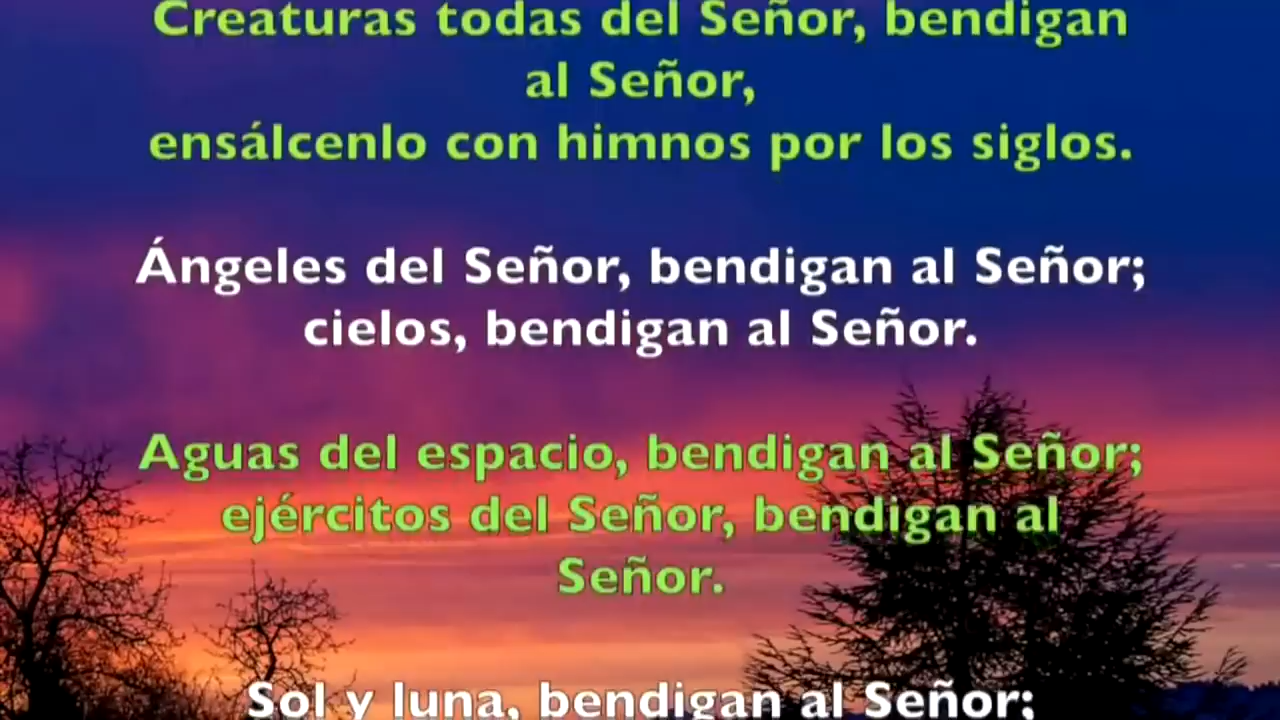 Creaturas todas del Señor, bendigan
al Señor,
ensálcenlo con himnos por los siglos.
Ángeles del Señor, bendigan al Señor;
cielos, bendigan al Señor.
Aguas del espacio, bendigan al Señor;
ejércitos del Señor, bendigan al
Señor.
Sol y luna, bendigan al Señor;